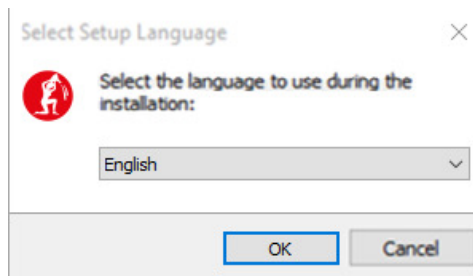 Select Setup Language
Select the language to use during the
installation:
English
OK
Cancel